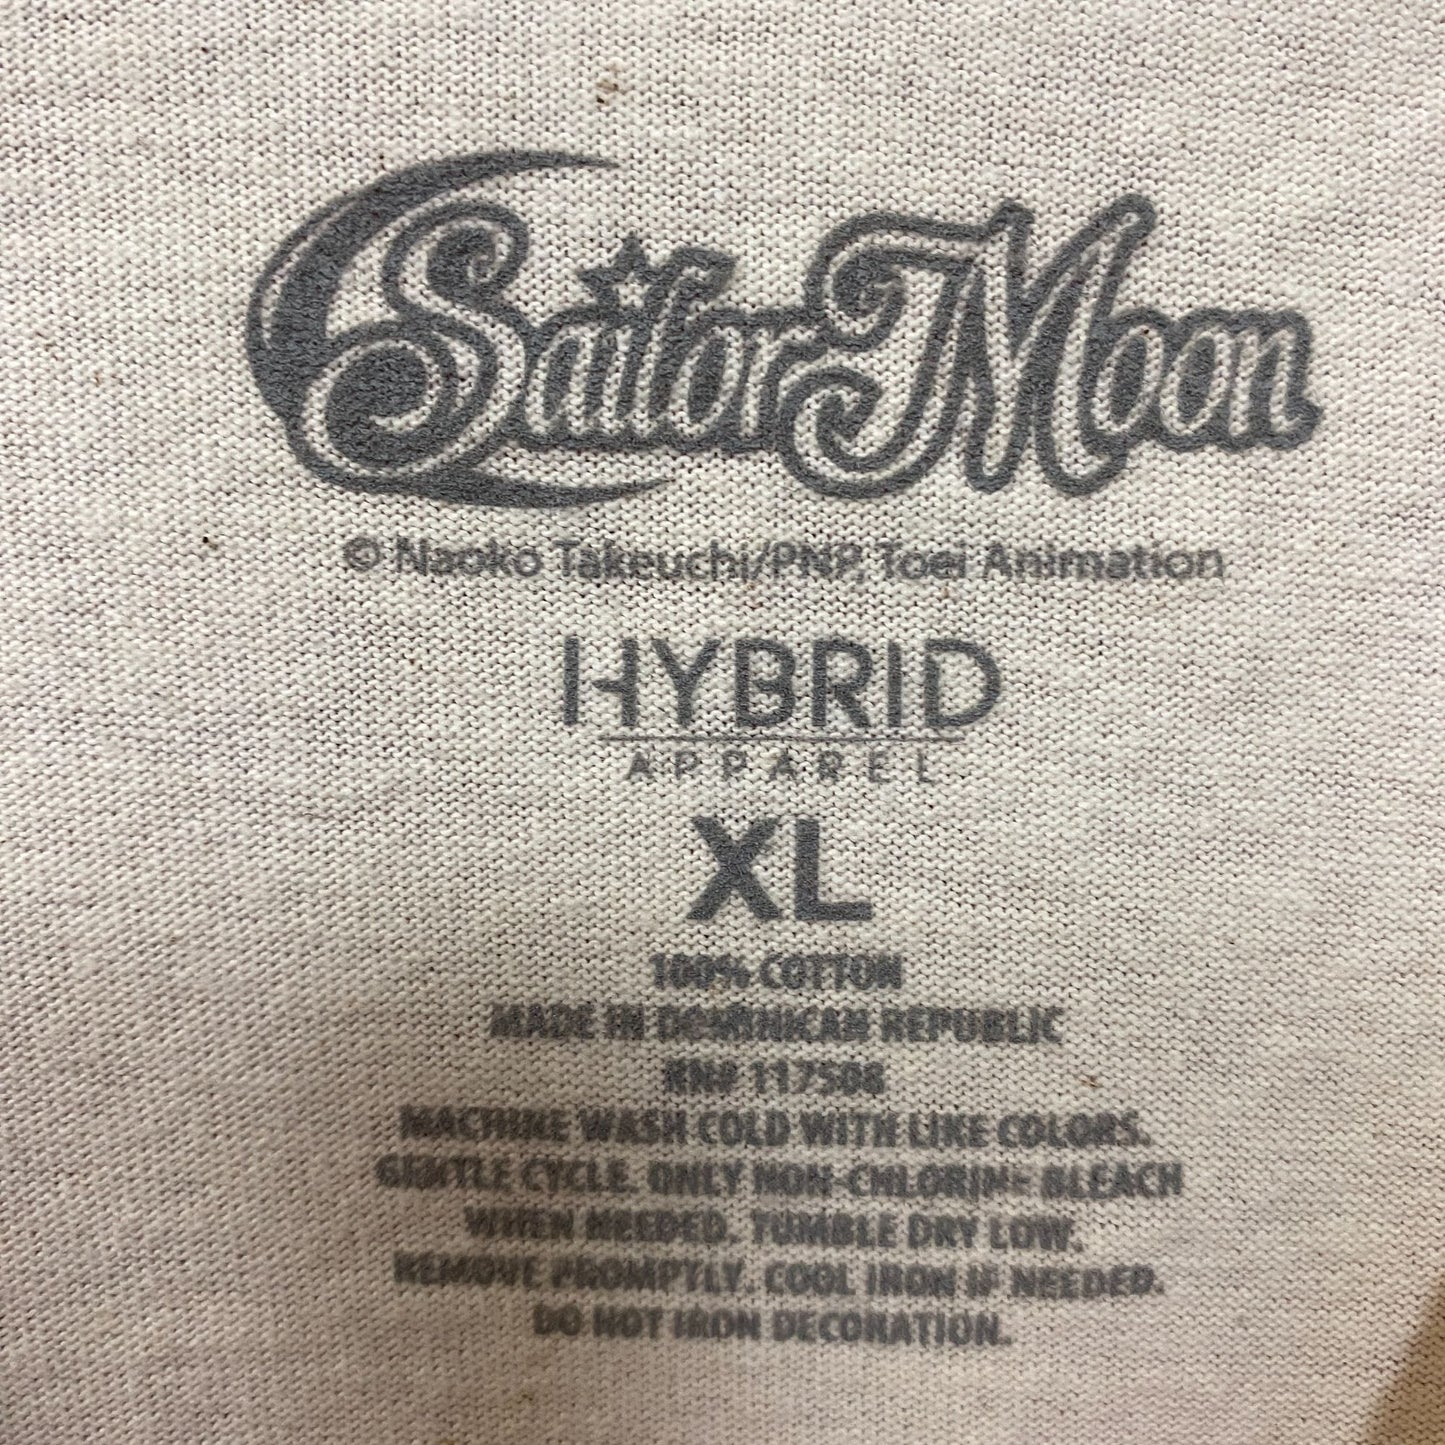 Sailor Moon
© Naoko Takeuchi/PNP, Toei Animation
HYBRID
APPAREL
XL
100% COTTON
MADE IN DOMINICAN REPUBLIC
RN# 117508
MACHINE WASH COLD WITH LIKE COLORS.
GENTLE CYCLE. ONLY NON-CHLORINE BLEACH
WHEN NEEDED. TUMBLE DRY LOW.
REMOVE PROMPTLY. COOL IRON IF NEEDED.
DO NOT IRON DECORATION.